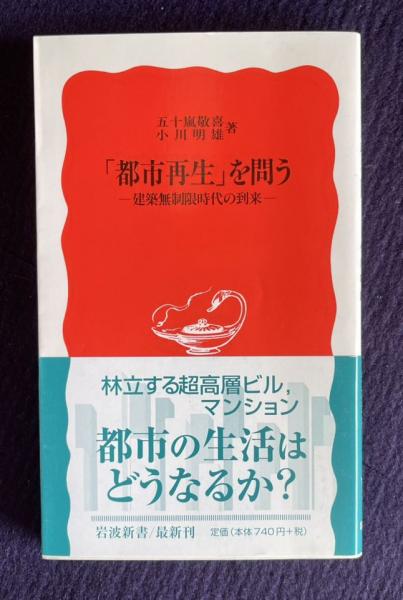 五十嵐敬喜
小川明雄 著
「都市再生」を問う
―建築無制限時代の到来―
林立する超高層ビル,
マンション
都市の生活は
どうなるか?
岩波新書/最新刊 定価(本体740円+税)